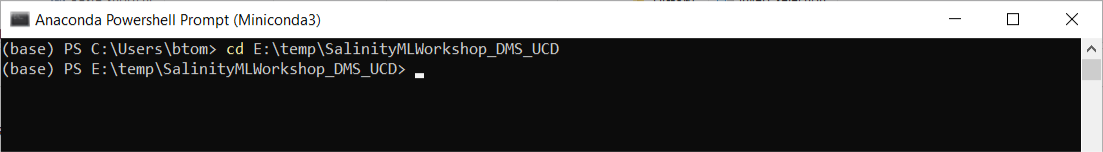 Anaconda Powershell Prompt (Miniconda3)
(base) PS C:\Users\btom> cd E:\temp\SalinityMLWorkshop_DMS_UCD
(base) PS E:\temp\SalinityMLWorkshop_DMS_UCD>